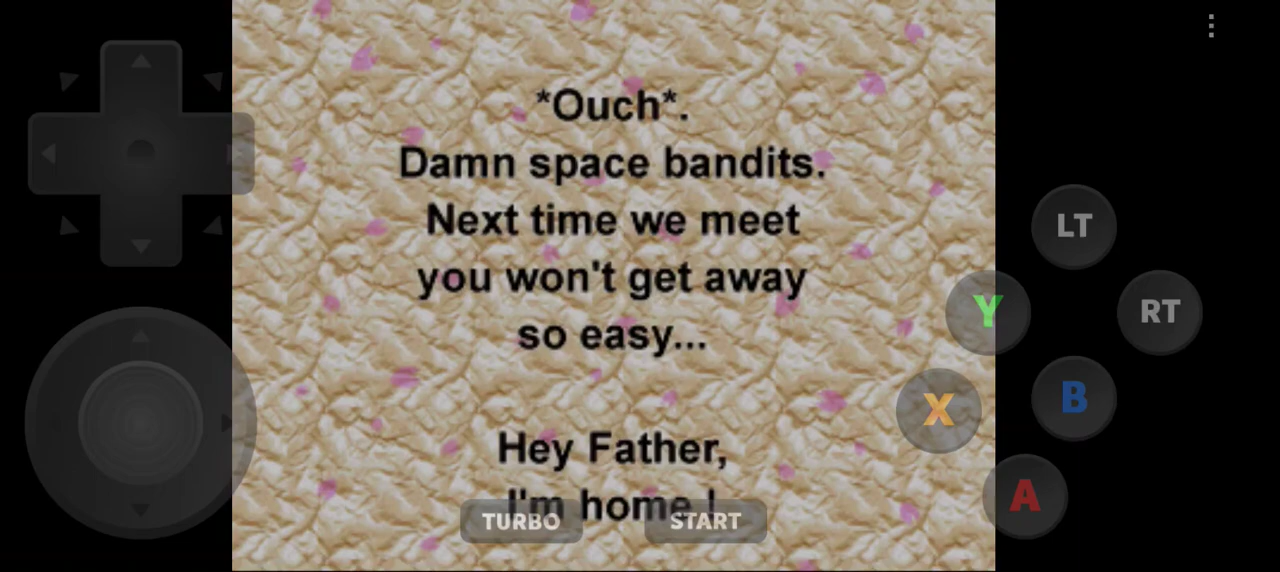 *Ouch*.
Damn space bandits.
Next time we meet
you won't get away
so easy...
Hey Father,
I'm home !
LT
Y
RT
B
X
A
TURBO
START